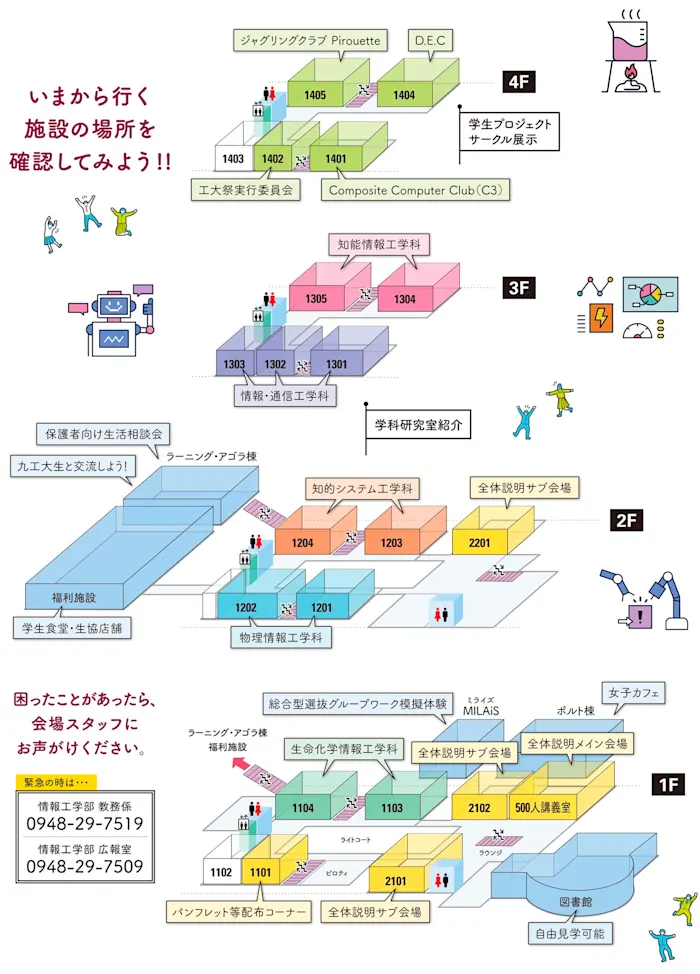 いまから行く
施設の場所を
確認してみよう!!
ジャグリングクラブ Pirouette
D.E.C
1405
1404
4F
学生プロジェクト
サークル展示
1403
1402
1401
工大祭実行委員会
Composite Computer Club(C3)
知能情報工学科
1305
1304
3F
1303
1302
1301
情報・通信工学科
学科研究室紹介
保護者向け生活相談会
ラーニング・アゴラ棟
九工大生と交流しよう!
知的システム工学科
全体説明サブ会場
1204
1203
2201
2F
福利施設
1202
1201
学生食堂・生協店舗
物理情報工学科
困ったことがあったら、
会場スタッフに
お声がけください。
緊急の時は・・・
情報工学部 教務係
0948-29-7519
情報工学部 広報室
0948-29-7509
総合型選抜グループワーク模擬体験
ミライズ
MILAiS
ポルト棟
女子カフェ
ラーニング・アゴラ棟
福利施設
生命化学情報工学科
全体説明サブ会場
全体説明メイン会場
1104
1103
2102
500人講義室
1F
ライトコート
ラウンジ
1102
1101
ピロティ
2101
図書館
パンフレット等配布コーナー
全体説明サブ会場
自由見学可能